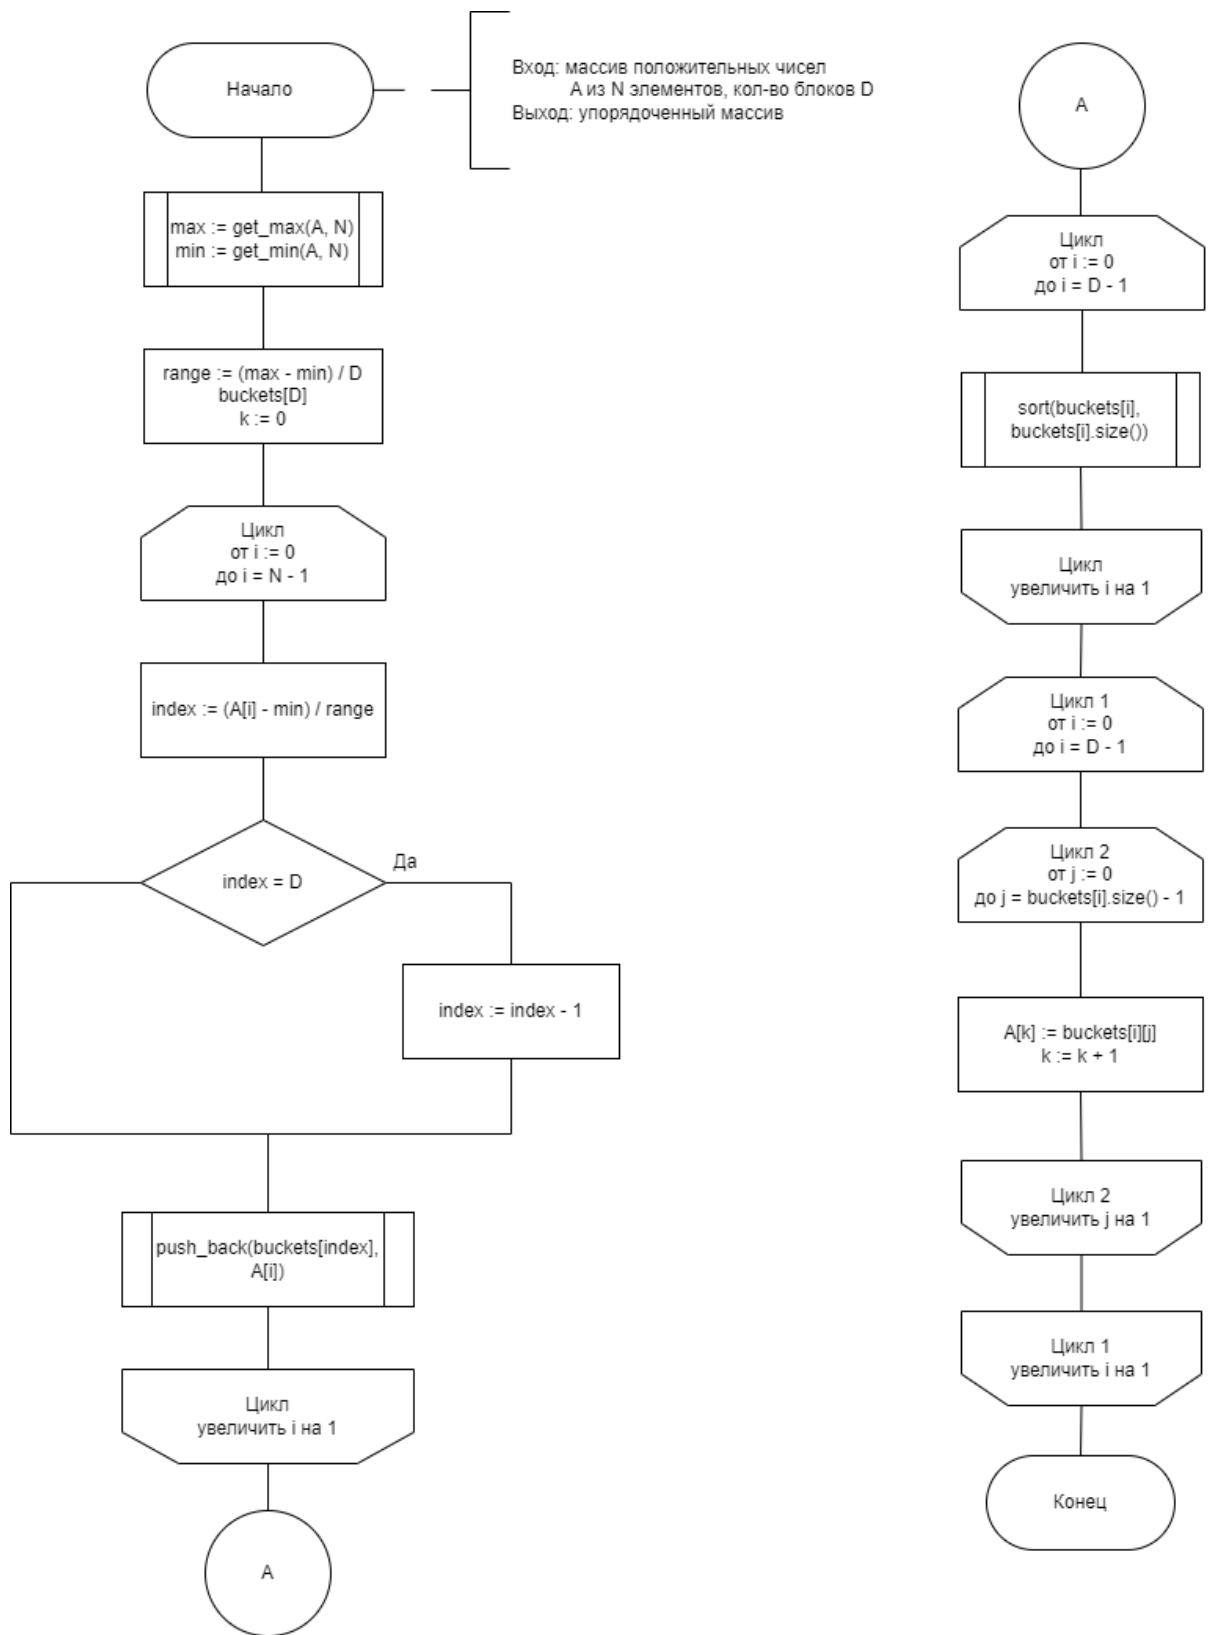 Начало
Вход: массив положительных чисел
А из N элементов, кол-во блоков D
Выход: упорядоченный массив
max := get_max(A, N)
min := get_min(A, N)
range := (max - min) / D
buckets[D]
k := 0
Цикл
от i := 0
до i = N - 1
index := (A[i] - min) / range
index = D
Да
index := index - 1
push_back(buckets[index],
A[i])
Цикл
увеличить i на 1
А
А
Цикл
от i := 0
до i = D - 1
sort(buckets[i],
buckets[i].size())
Цикл
увеличить i на 1
Цикл 1
от i := 0
до i = D - 1
Цикл 2
от j := 0
до j = buckets[i].size() - 1
A[k] := buckets[i][j]
k := k + 1
Цикл 2
увеличить j на 1
Цикл 1
увеличить i на 1
Конец